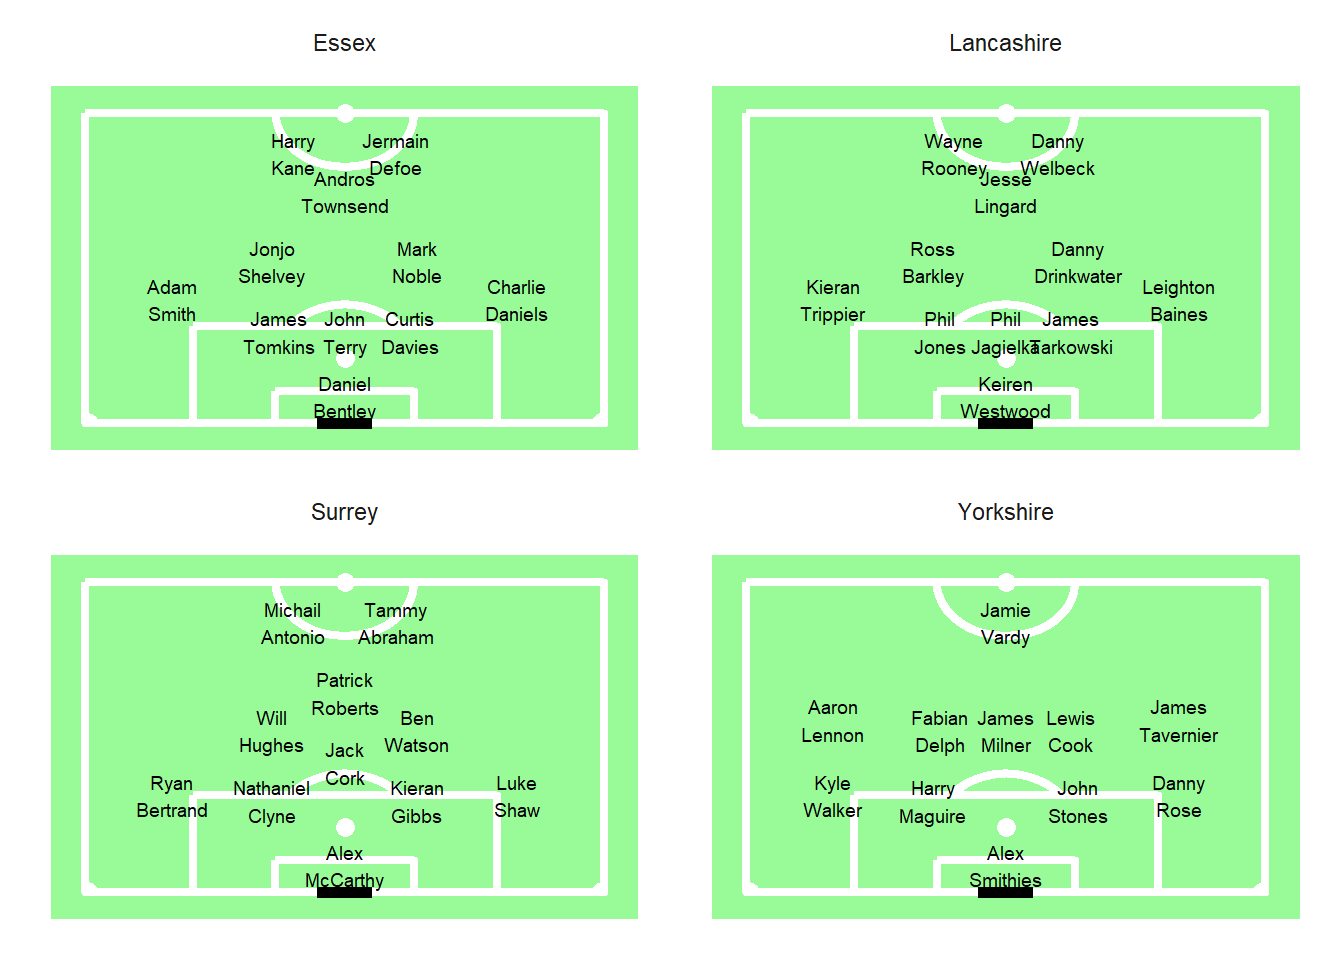 Essex
Harry Jermain
Kane Defoe
Andros
Townsend
Jonjo Mark
Shelvey Noble
Adam Charlie
Smith Daniels
James John Curtis
Tomkins Terry Davies
Daniel
Bentley
Lancashire
Wayne Danny
Rooney Welbeck
Jesse
Lingard
Ross Danny
Barkley Drinkwater
Kieran Leighton
Trippier Baines
Phil Phil James
Jones Jagielka Tarkowski
Keiren
Westwood
Surrey
Michail Tammy
Antonio Abraham
Patrick
Roberts
Will Ben
Hughes Watson
Jack
Cork
Ryan Nathaniel Kieran Luke
Bertrand Clyne Gibbs Shaw
Alex
McCarthy
Yorkshire
Jamie
Vardy
Aaron Fabian James Lewis James
Lennon Delph Milner Cook Tavernier
Kyle Harry John Danny
Walker Maguire Stones Rose
Alex
Smithies